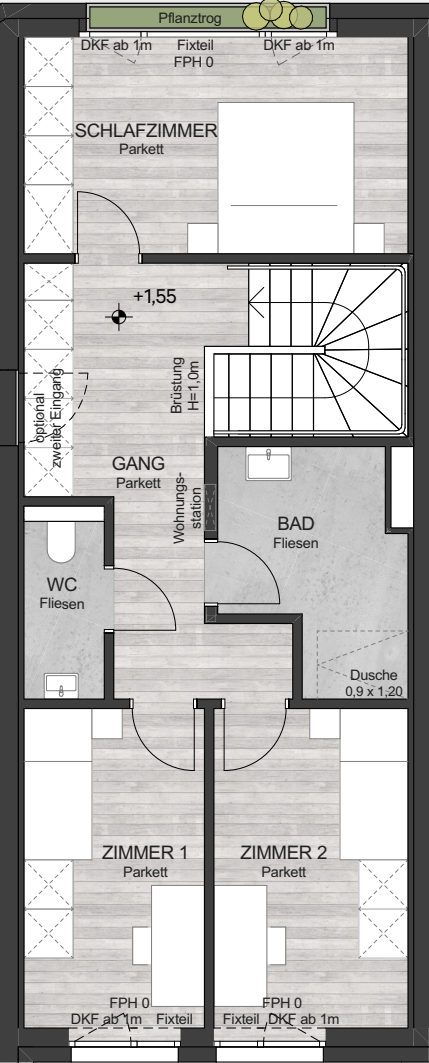 Pflanztrog
DKF ab 1m Fixteil DKF ab 1m
FPH 0
SCHLAFZIMMER
Parkett
+1,55
Brüstung
H=1,0m
optional
zweiter Eingang
GANG
Parkett
Wohnungs-
station
BAD
Fliesen
WC
Fliesen
Dusche
0,9 x 1,20
ZIMMER 1
Parkett
ZIMMER 2
Parkett
FPH 0
DKF ab 1m Fixteil
FPH 0
Fixteil DKF ab 1m